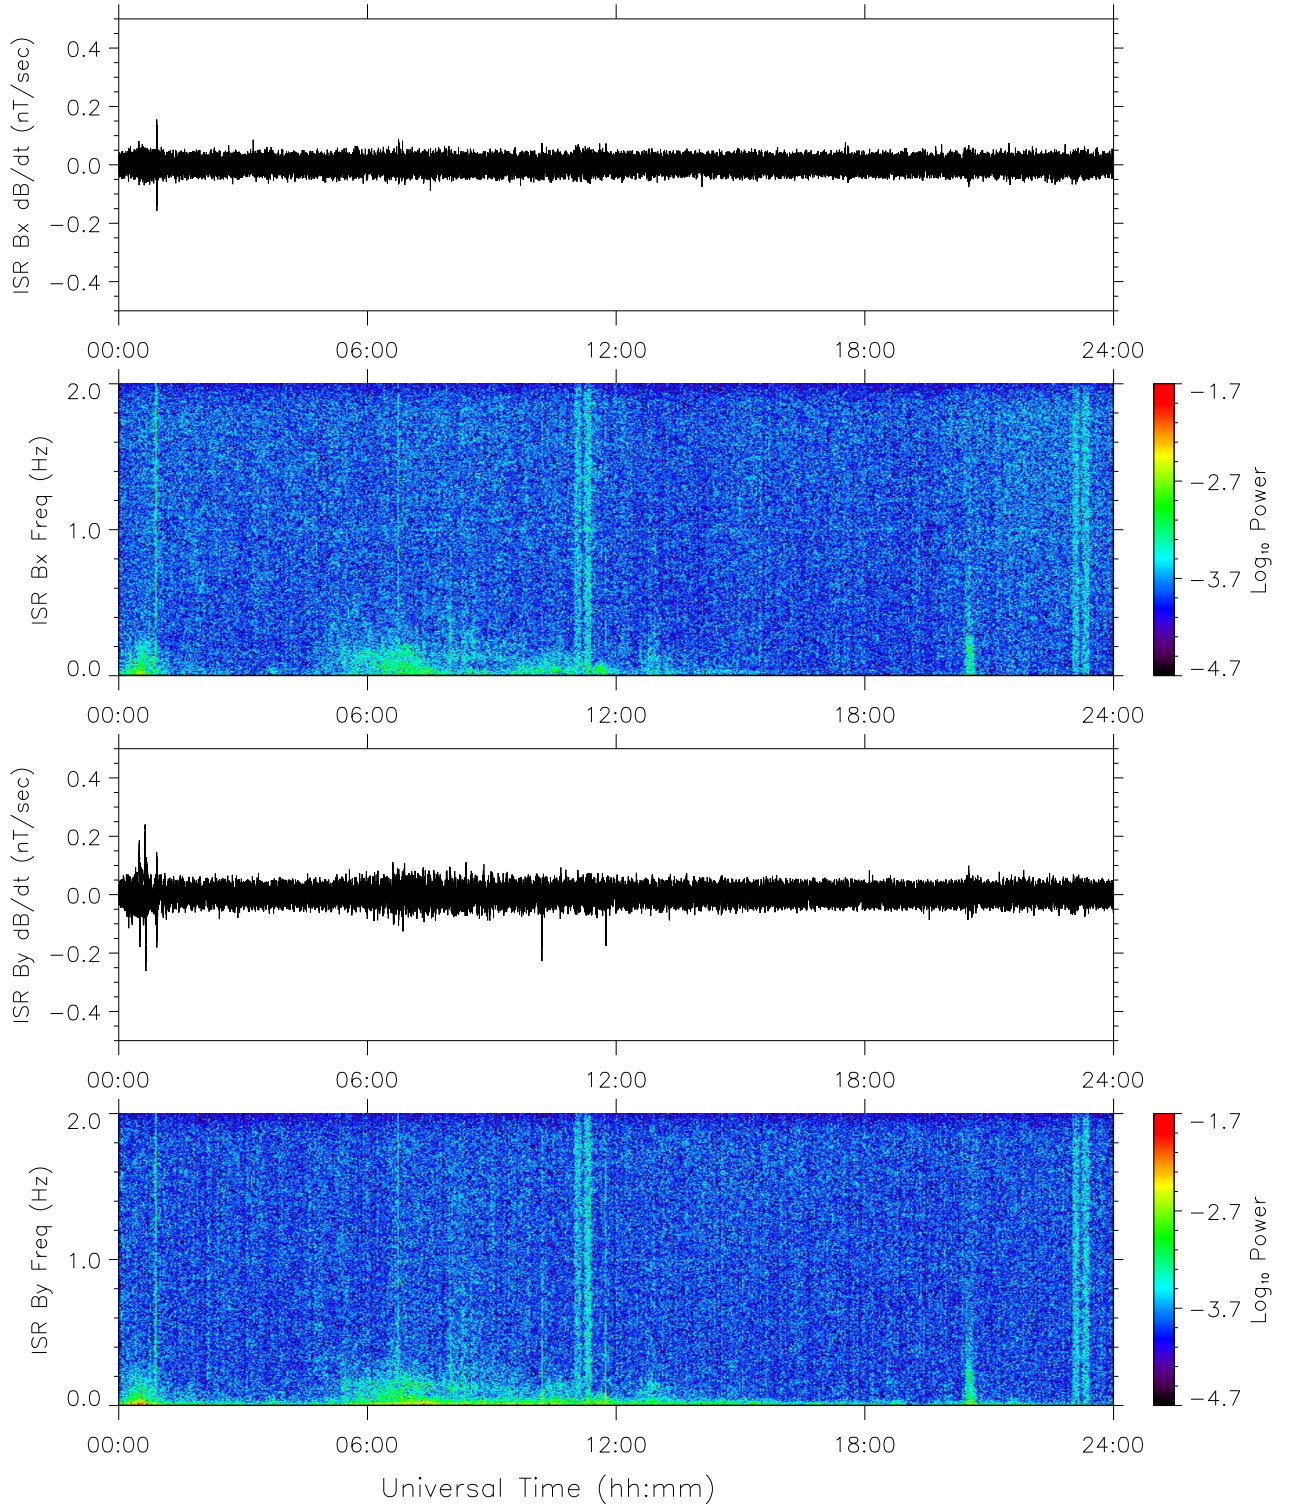 ISR Bx dB/dt (nT/sec)
0.4
0.2
0.0
−0.2
−0.4
00:00 06:00 12:00 18:00 24:00
ISR Bx Freq (Hz)
2.0
1.0
0.0
−1.7
−2.7
−3.7
−4.7
Log₁₀ Power
00:00 06:00 12:00 18:00 24:00
ISR By dB/dt (nT/sec)
0.4
0.2
0.0
−0.2
−0.4
00:00 06:00 12:00 18:00 24:00
ISR By Freq (Hz)
2.0
1.0
0.0
−1.7
−2.7
−3.7
−4.7
Log₁₀ Power
00:00 06:00 12:00 18:00 24:00
Universal Time (hh:mm)